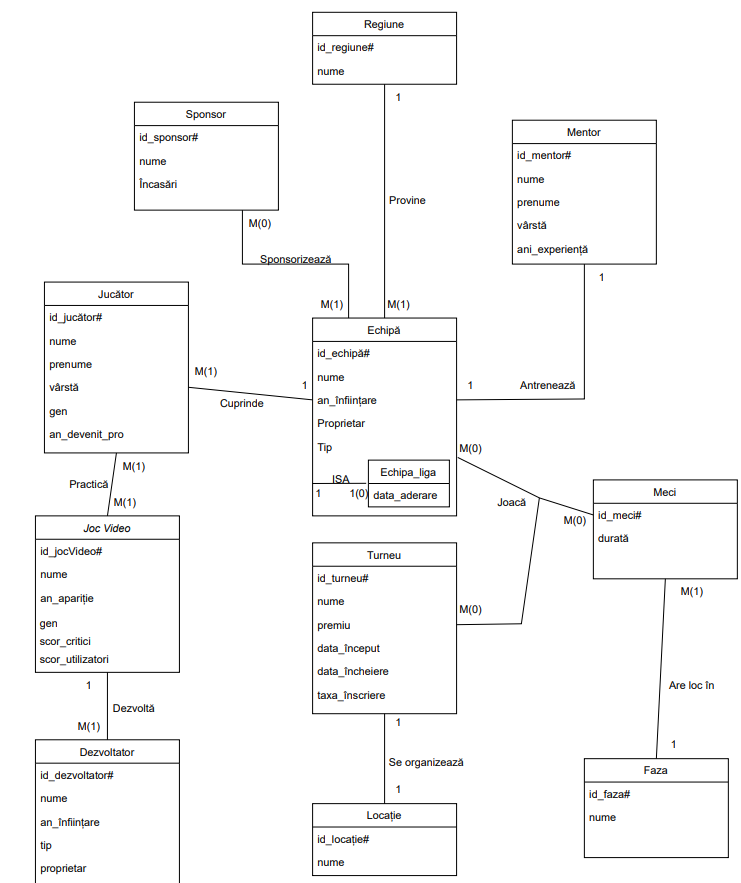 Regiune
id_regiune#
nume
1
Provine
M(1)
Sponsor
id_sponsor#
nume
Încasări
M(0)
Sponsorizează
M(1)
Mentor
id_mentor#
nume
prenume
vârstă
ani_experiență
1
Antrenează
1
Jucător
id_jucător#
nume
prenume
vârstă
gen
an_devenit_pro
M(1)
Cuprinde
1
Echipă
id_echipă#
nume
an_înființare
Proprietar
Tip
ISA
1
1(0)
Echipa_liga
data_aderare
M(1)
Practică
M(1)
M(0)
Joacă
M(0)
M(0)
Meci
id_meci#
durată
M(1)
Are loc în
1
Joc Video
id_jocVideo#
nume
an_apariție
gen
scor_critici
scor_utilizatori
1
Dezvoltă
M(1)
Turneu
id_turneu#
nume
premiu
data_început
data_încheiere
taxa_înscriere
1
Se organizează
1
Dezvoltator
id_dezvoltator#
nume
an_înființare
tip
proprietar
Locație
id_locație#
nume
Faza
id_faza#
nume